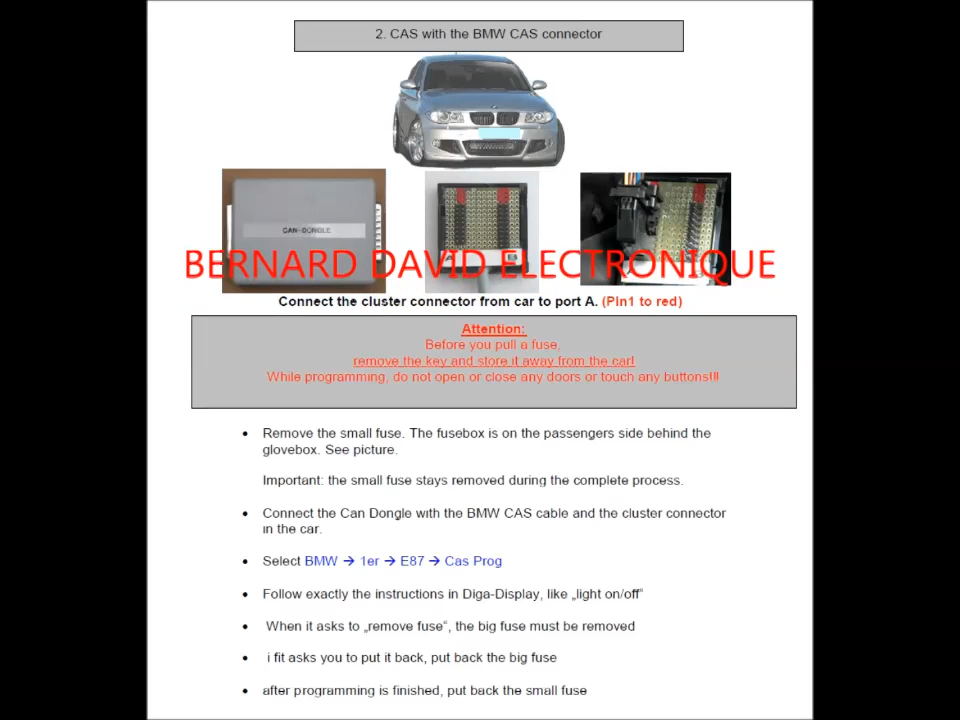 2. CAS with the BMW CAS connector
CAN-DONGLE
BERNARD DAVID ELECTRONIQUE
Connect the cluster connector from car to port A. (Pin1 to red)
Attention:
Before you pull a fuse,
remove the key and store it away from the car!
While programming, do not open or close any doors or touch any buttons!!!
• Remove the small fuse. The fusebox is on the passengers side behind the
glovebox. See picture.
Important: the small fuse stays removed during the complete process.
• Connect the Can Dongle with the BMW CAS cable and the cluster connector
in the car.
• Select BMW → 1er → E87 → Cas Prog
• Follow exactly the instructions in Diga-Display, like „light on/off“
• When it asks to „remove fuse“, the big fuse must be removed
• i fit asks you to put it back, put back the big fuse
• after programming is finished, put back the small fuse